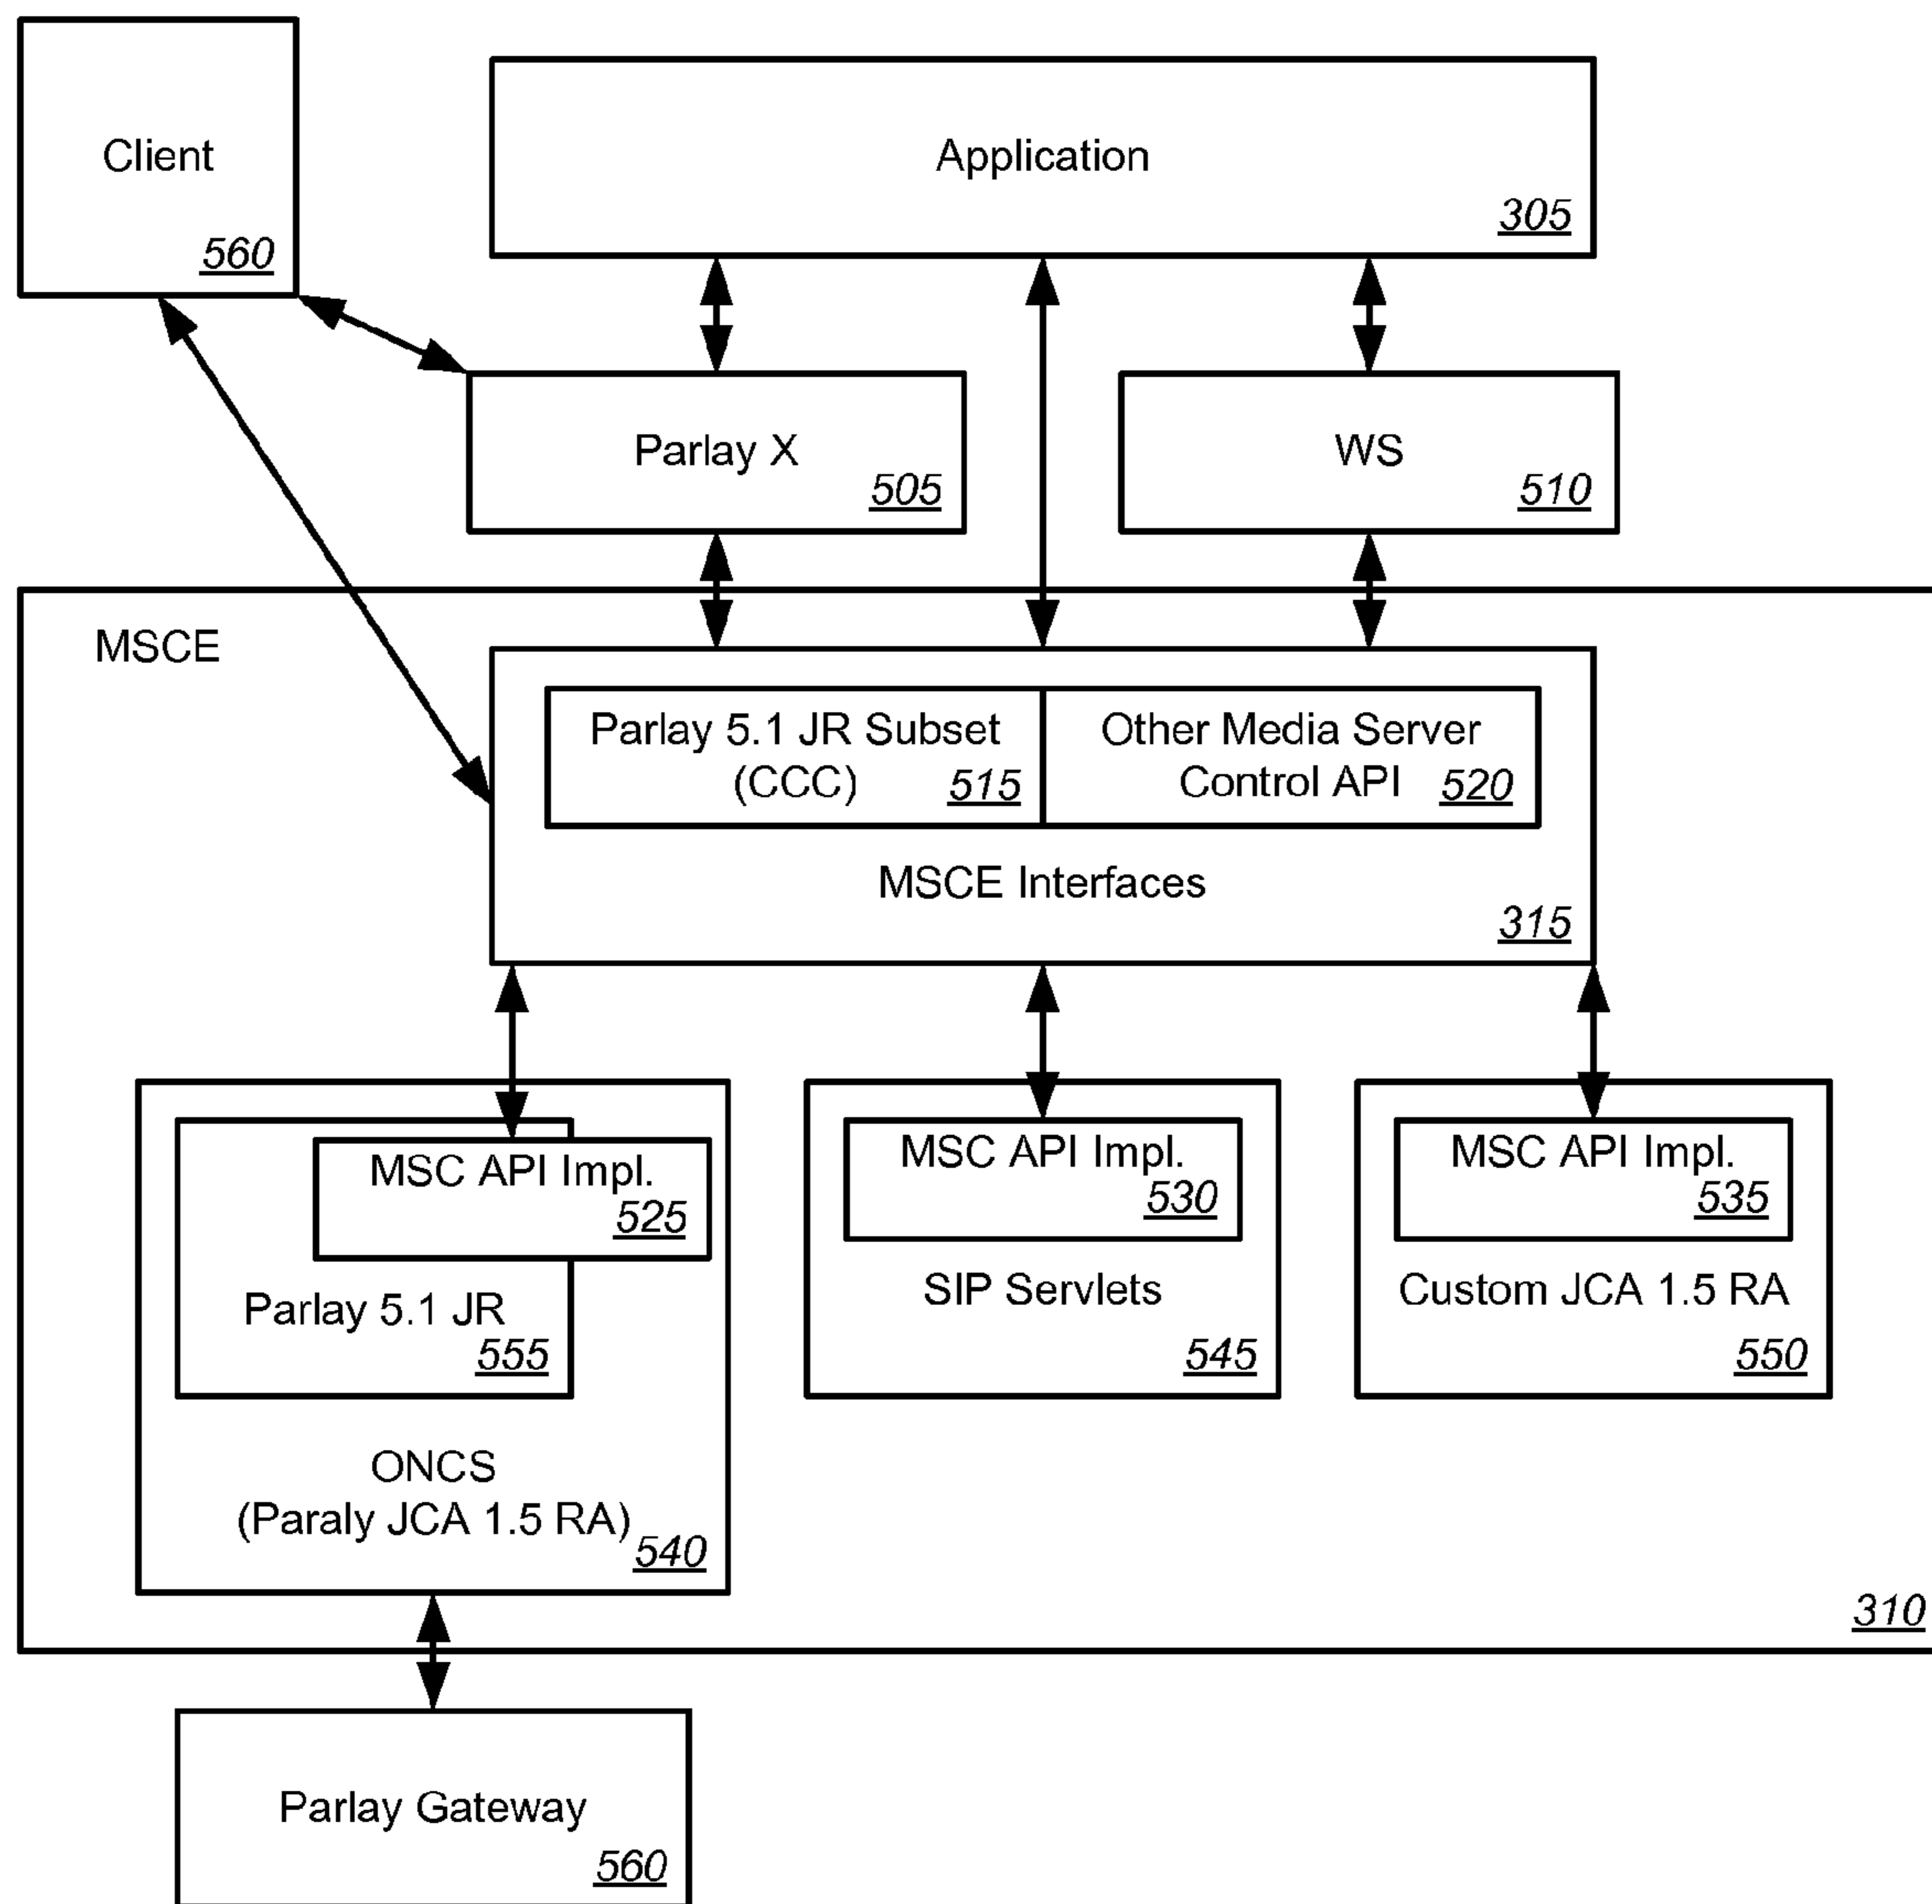 Client
560
Application
305
Parlay X
505
WS
510
MSCE
Parlay 5.1 JR Subset
(CCC)
515
Other Media Server
Control API
520
MSCE Interfaces
315
MSC API Impl.
525
Parlay 5.1 JR
555
ONCS
(Paraly JCA 1.5 RA)
540
MSC API Impl.
530
SIP Servlets
545
MSC API Impl.
535
Custom JCA 1.5 RA
550
310
Parlay Gateway
560